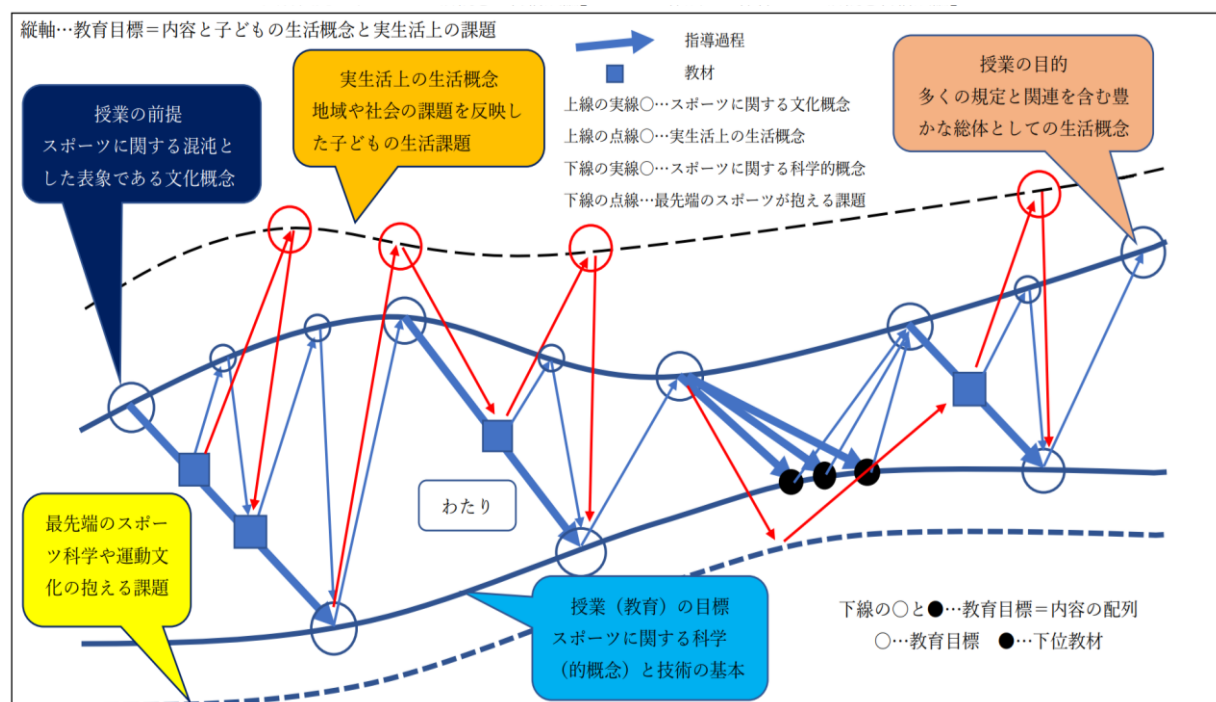 縦軸…教育目標＝内容と子どもの生活概念と実生活上の課題
指導過程
教材
上線の実線○…スポーツに関する文化概念
上線の点線○…実生活上の生活概念
下線の実線○…スポーツに関する科学的概念
下線の点線…最先端のスポーツが抱える課題
実生活上の生活概念
地域や社会の課題を反映し
た子どもの生活課題
授業の目的
多くの規定と関連を含む豊
かな総体としての生活概念
授業の前提
スポーツに関する混沌と
した表象である文化概念
わたり
最先端のスポー
ツ科学や運動文
化の抱える課題
授業（教育）の目標
スポーツに関する科学
（的概念）と技術の基本
下線の○と●…教育目標＝内容の配列
○…教育目標　●…下位教材